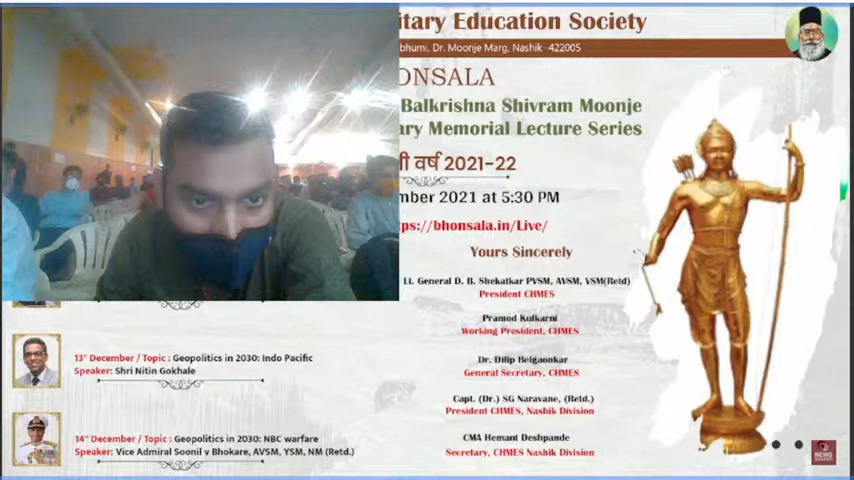 itary Education Society
bhumi, Dr. Moonje Marg, Nashik -422005
ONSALA
Balkrishna Shivram Moonje
ary Memorial Lecture Series
वर्ष 2021-22
mber 2021 at 5:30 PM
ps://bhonsala.in/Live/
Yours Sincerely
Lt. General D. B. Shekatkar PVSM, AVSM, VSM(Retd)
President CHMES
Pramod Kulkarni
Working President, CHMES
Dr. Dilip Belgaonkar
General Secretary, CHMES
Capt. (Dr.) SG Naravane, (Retd.)
President CHMES, Nashik Division
CMA Hemant Deshpande
Secretary, CHMES Nashik Division
13th December / Topic : Geopolitics in 2030: Indo Pacific
Speaker: Shri Nitin Gokhale
14th December / Topic : Geopolitics in 2030: NBC warfare
Speaker: Vice Admiral Soonil v Bhokare, AVSM, YSM, NM (Retd.)
NEWS